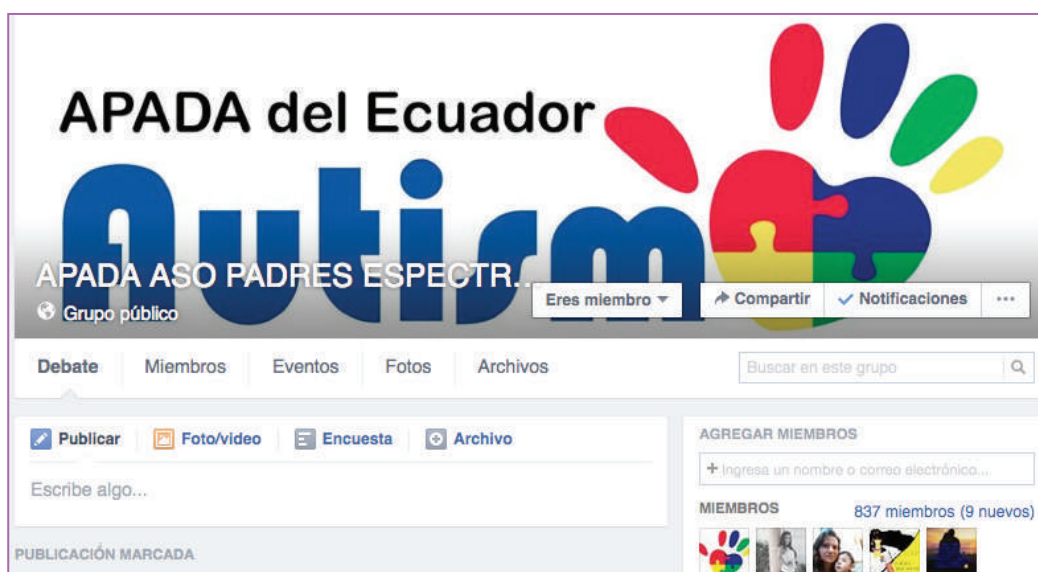 APADA del Ecuador
Autism
APADA ASO PADRES ESPECTR...
Grupo público
Eres miembro
Compartir
Notificaciones
Debate Miembros Eventos Fotos Archivos
Buscar en este grupo
Publicar Foto/video Encuesta Archivo
Escribe algo...
PUBLICACIÓN MARCADA
AGREGAR MIEMBROS
+ Ingresa un nombre o correo electrónico...
MIEMBROS 837 miembros (9 nuevos)